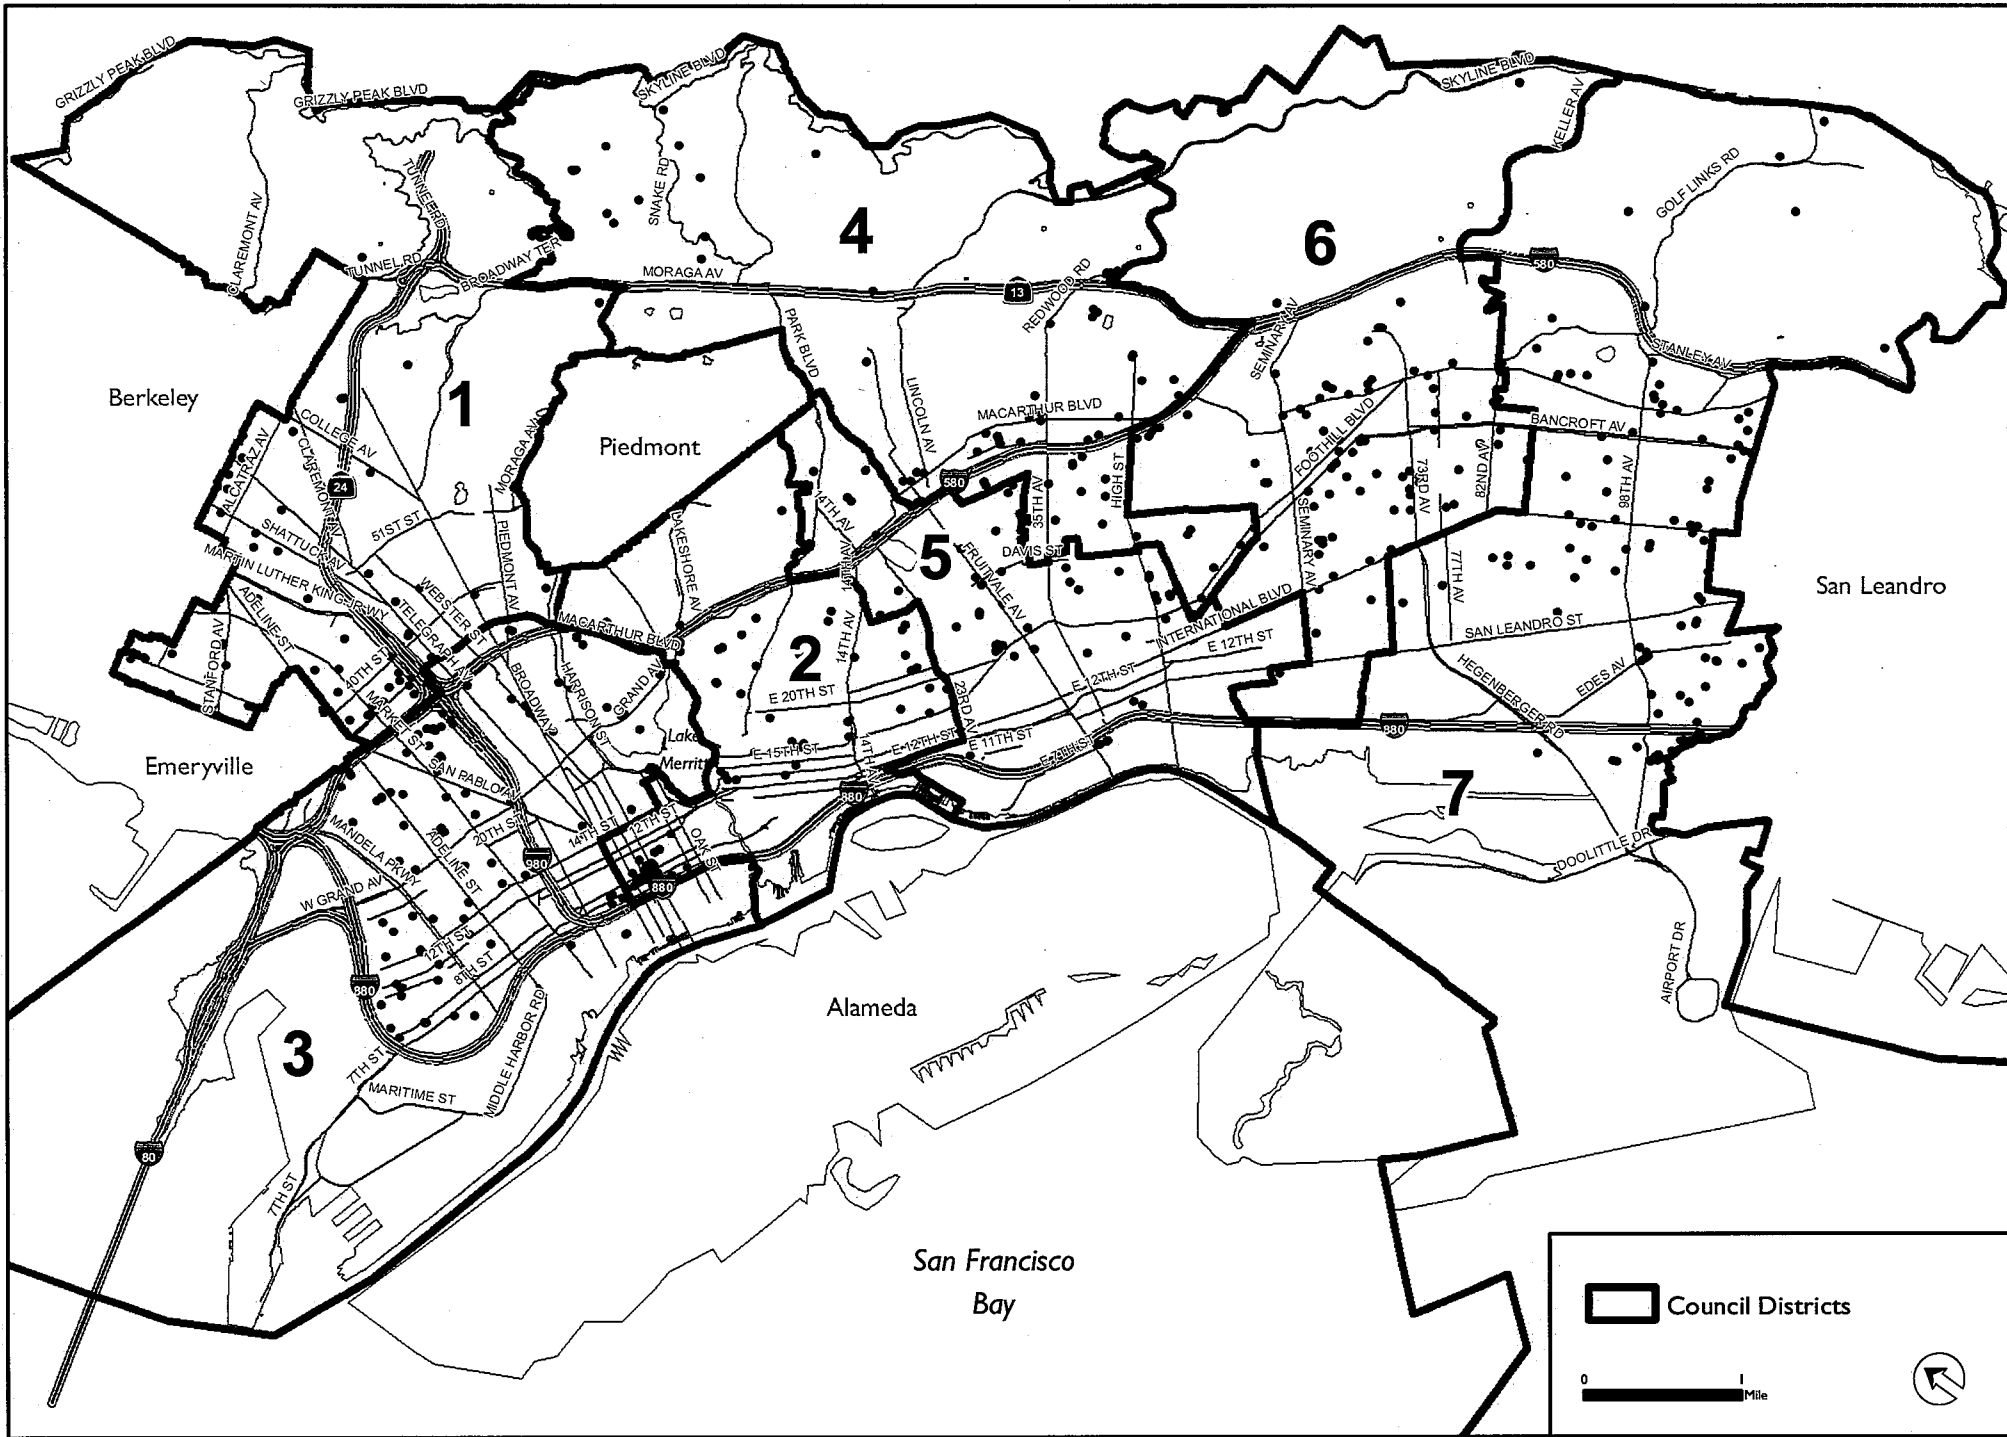 GRIZZLY PEAK BLVD
GRIZZLY PEAK BLVD
SKYLINE BLVD
SKYLINE BLVD
KELLER AV
GOLF LINKS RD
CLAREMONT AV
TUNNEL RD
TUNNEL RD
BROADWAY TER
SNAKE RD
MORAGA AV
4
6
580
13
REDWOOD RD
PARK BLVD
LINCOLN AV
SEMINARY AV
STANLEY AV
Berkeley
1
Piedmont
MORAGA AV
MACARTHUR BLVD
FOOTHILL BLVD
BANCROFT AV
COLLEGE AV
ALCATRAZ AV
CLAREMONT AV
24
580
35TH AV
HIGH ST
73RD AV
82ND AV
98TH AV
SEMINARY AV
51ST ST
SHATTUCK AV
MARTIN LUTHER KING JR WY
PIEDMONT AV
LAKESHORE AV
14TH AV
14TH AV
5
FRUITVALE AV
DAVIS ST
77TH AV
San Leandro
ADELINE ST
STANFORD AV
WEBSTER ST
TELEGRAPH AV
MACARTHUR BLVD
2
14TH AV
INTERNATIONAL BLVD
SAN LEANDRO ST
E 12TH ST
E 12TH ST
HEGENBERGER RD
EDES AV
40TH ST
MARKET ST
BROADWAY
HARRISON ST
GRAND AV
E 20TH ST
23RD AV
Lake
Merritt
E 15TH ST
E 12TH ST
E 11TH ST
E 7TH ST
14TH AV
880
880
Emeryville
SAN PABLO AV
20TH ST
14TH ST
12TH ST
OAK ST
7
DOOLITTLE DR
MANDELA PKWY
ADELINE ST
980
880
W GRAND AV
12TH ST
8TH ST
880
AIRPORT DR
Alameda
3
7TH ST
MARITIME ST
MIDDLE HARBOR RD
80
7TH ST
San Francisco
Bay
Council Districts
0 1
Mile